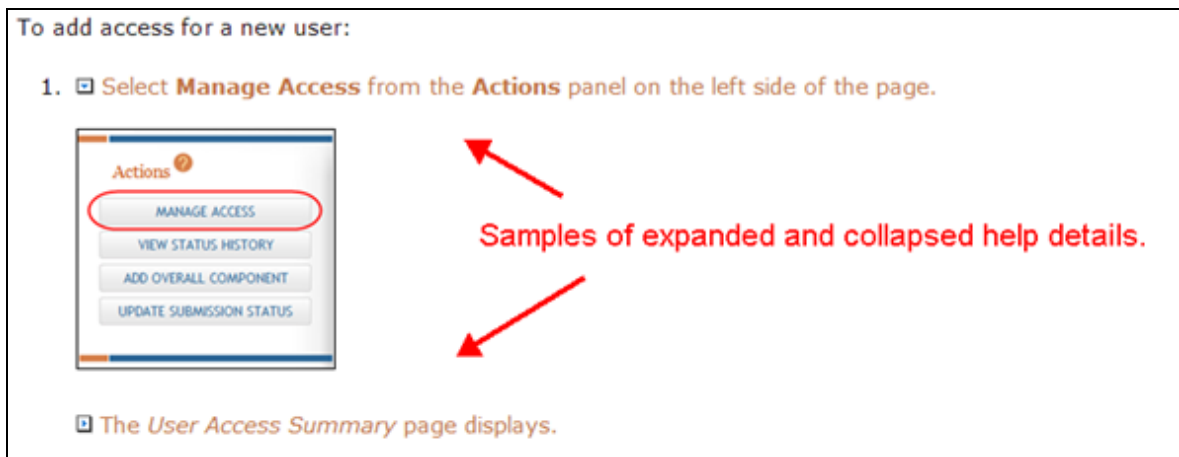 To add access for a new user:
1. Select Manage Access from the Actions panel on the left side of the page.
Actions ?
MANAGE ACCESS
VIEW STATUS HISTORY
ADD OVERALL COMPONENT
UPDATE SUBMISSION STATUS
Samples of expanded and collapsed help details.
The User Access Summary page displays.